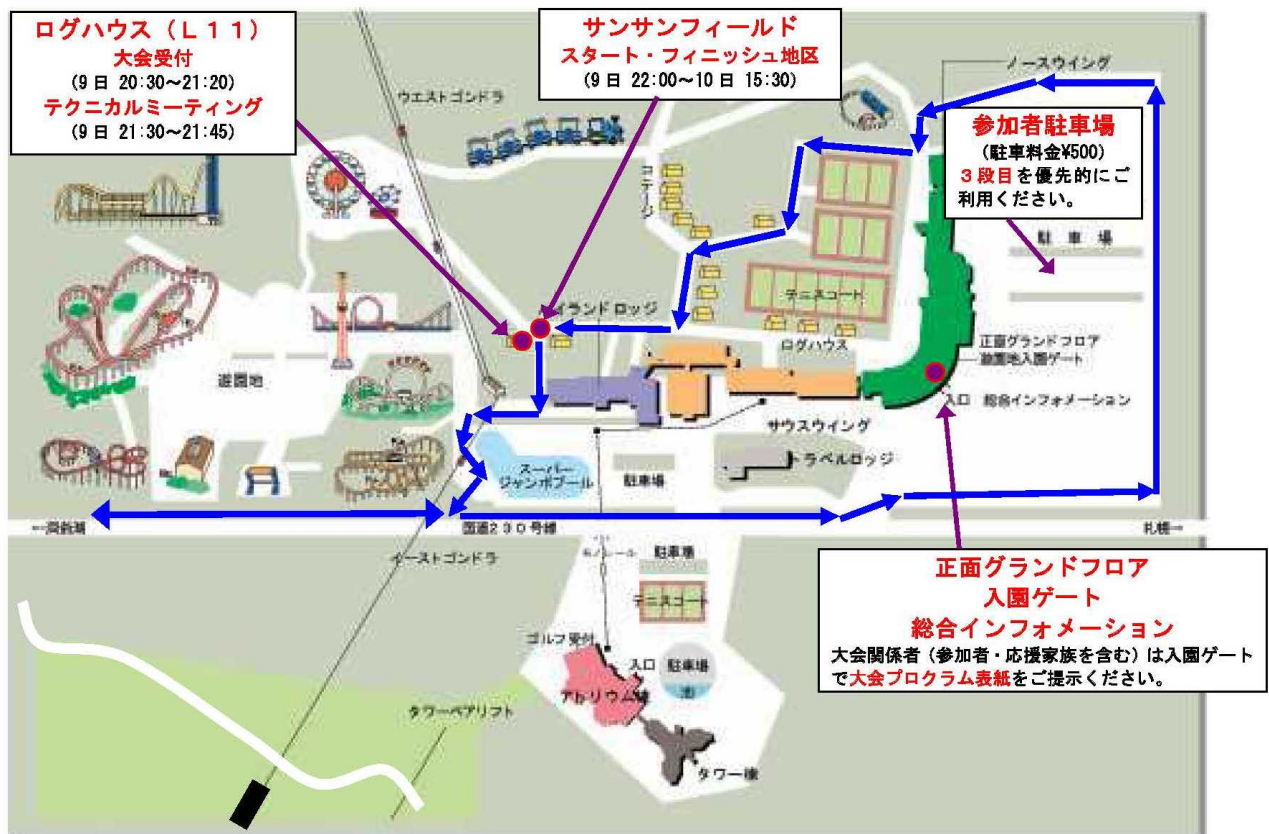 ログハウス（L11）
大会受付
(9日 20:30～21:20)
テクニカルミーティング
(9日 21:30～21:45)
サンサンフィールド
スタート・フィニッシュ地区
(9日 22:00～10日 15:30)
ノースウイング
ウエストゴンドラ
参加者駐車場
(駐車料金¥500)
3段目を優先的にご
利用ください。
コテージ
駐車場
テニスコート
イランドロッジ
ログハウス
正面グランドフロア
遊園地入園ゲート
遊園地
入口 総合インフォメーション
サウスウイング
トラベルロッジ
スーパー
ジャンボプール
駐車場
←洞爺湖
国道230号線
札幌→
イーストゴンドラ
モノレール
駐車場
テニスコート
正面グランドフロア
入園ゲート
総合インフォメーション
大会関係者（参加者・応援家族を含む）は入園ゲート
で大会プログラム表紙をご提示ください。
ゴルフ受付
入口
駐車場
池
アトリウム棟
タワーペアリフト
タワー棟